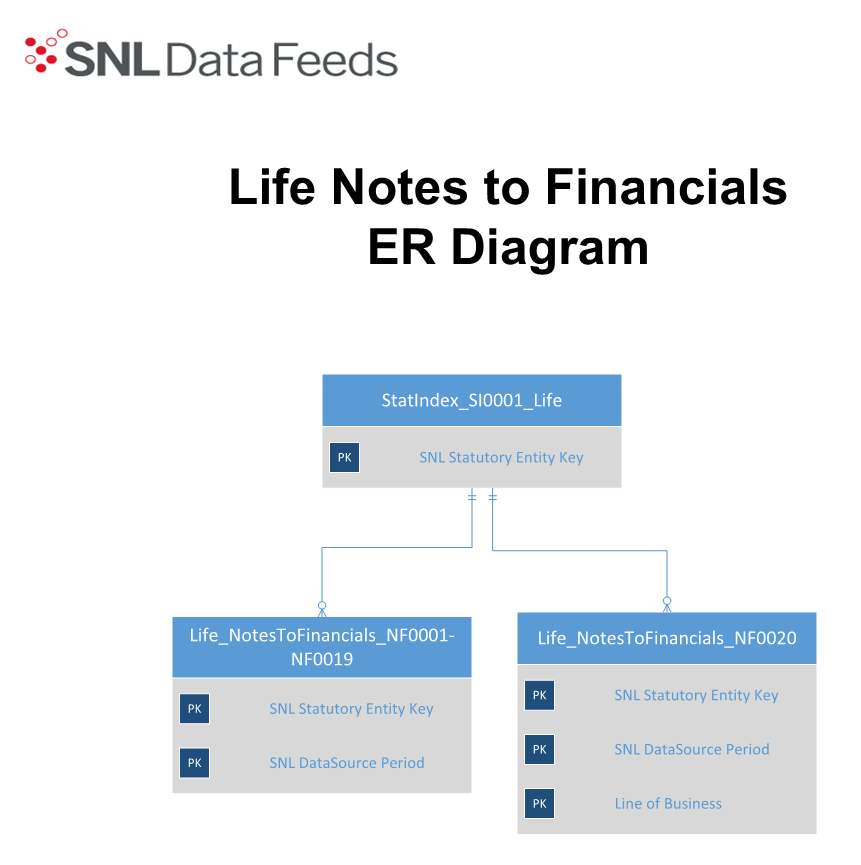 SNL Data Feeds
Life Notes to Financials
ER Diagram
StatIndex_SI0001_Life
PK SNL Statutory Entity Key
Life_NotesToFinancials_NF0001-
NF0019
PK SNL Statutory Entity Key
PK SNL DataSource Period
Life_NotesToFinancials_NF0020
PK SNL Statutory Entity Key
PK SNL DataSource Period
PK Line of Business